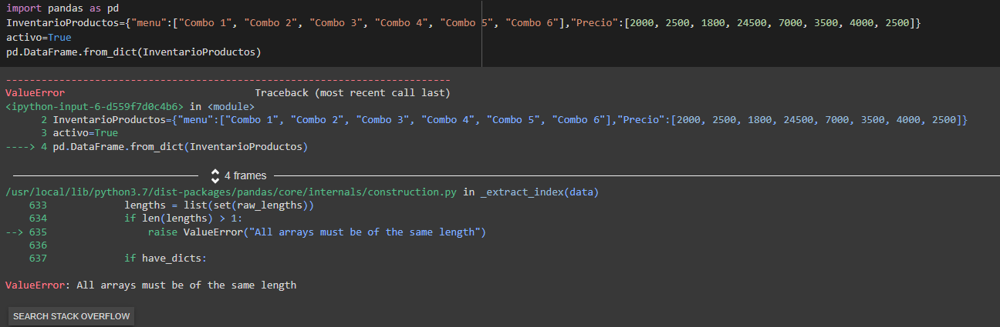 import pandas as pd
InventarioProductos={"menu":["Combo 1", "Combo 2", "Combo 3", "Combo 4", "Combo 5", "Combo 6"],"Precio":[2000, 2500, 1800, 24500, 7000, 3500, 4000, 2500]}
activo=True
pd.DataFrame.from_dict(InventarioProductos)
---------------------------------------------------------------------------
ValueError                                Traceback (most recent call last)
<ipython-input-6-d559f7d0c4b6> in <module>
      2 InventarioProductos={"menu":["Combo 1", "Combo 2", "Combo 3", "Combo 4", "Combo 5", "Combo 6"],"Precio":[2000, 2500, 1800, 24500, 7000, 3500, 4000, 2500]}
      3 activo=True
----> 4 pd.DataFrame.from_dict(InventarioProductos)
4 frames
/usr/local/lib/python3.7/dist-packages/pandas/core/internals/construction.py in _extract_index(data)
    633             lengths = list(set(raw_lengths))
    634             if len(lengths) > 1:
--> 635                 raise ValueError("All arrays must be of the same length")
    636
    637             if have_dicts:
ValueError: All arrays must be of the same length
SEARCH STACK OVERFLOW